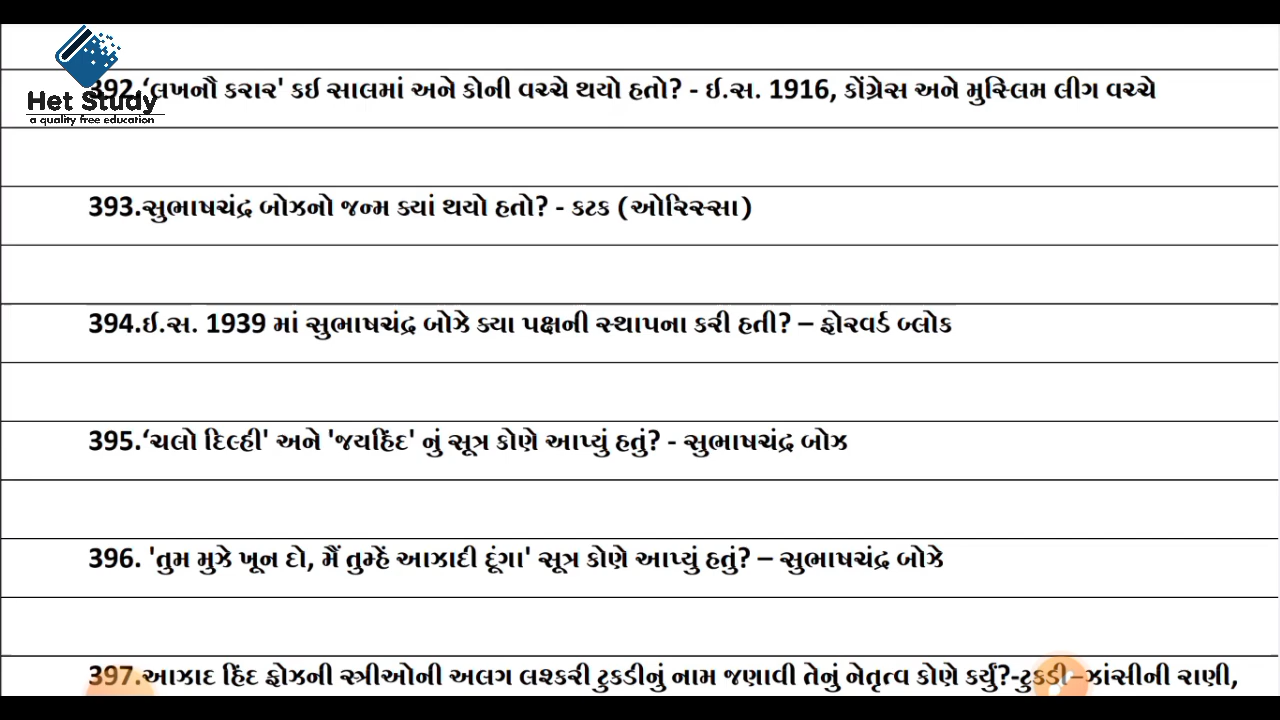 Het Study
a quality free education
392.‘લખનૌ કરાર' કઈ સાલમાં અને કોની વચ્ચે થયો હતો? - ઈ.સ. 1916, કોંગ્રેસ અને મુસ્લિમ લીગ વચ્ચે
393.સુભાષચંદ્ર બોઝનો જન્મ ક્યાં થયો હતો? - કટક (ઓરિસ્સા)
394.ઈ.સ. 1939 માં સુભાષચંદ્ર બોઝે ક્યા પક્ષની સ્થાપના કરી હતી? – ફોરવર્ડ બ્લોક
395.‘ચલો દિલ્હી' અને 'જયહિંદ' નું સૂત્ર કોણે આપ્યું હતું? - સુભાષચંદ્ર બોઝ
396. 'તુમ મુઝે ખૂન દો, મૈં તુમ્હેં આઝાદી દૂંગા' સૂત્ર કોણે આપ્યું હતું? – સુભાષચંદ્ર બોઝે
397.આઝાદ હિંદ ફોજની સ્ત્રીઓની અલગ લશ્કરી ટુકડીનું નામ જણાવી તેનું નેતૃત્વ કોણે કર્યું?-ટુકડી–ઝાંસીની રાણી,